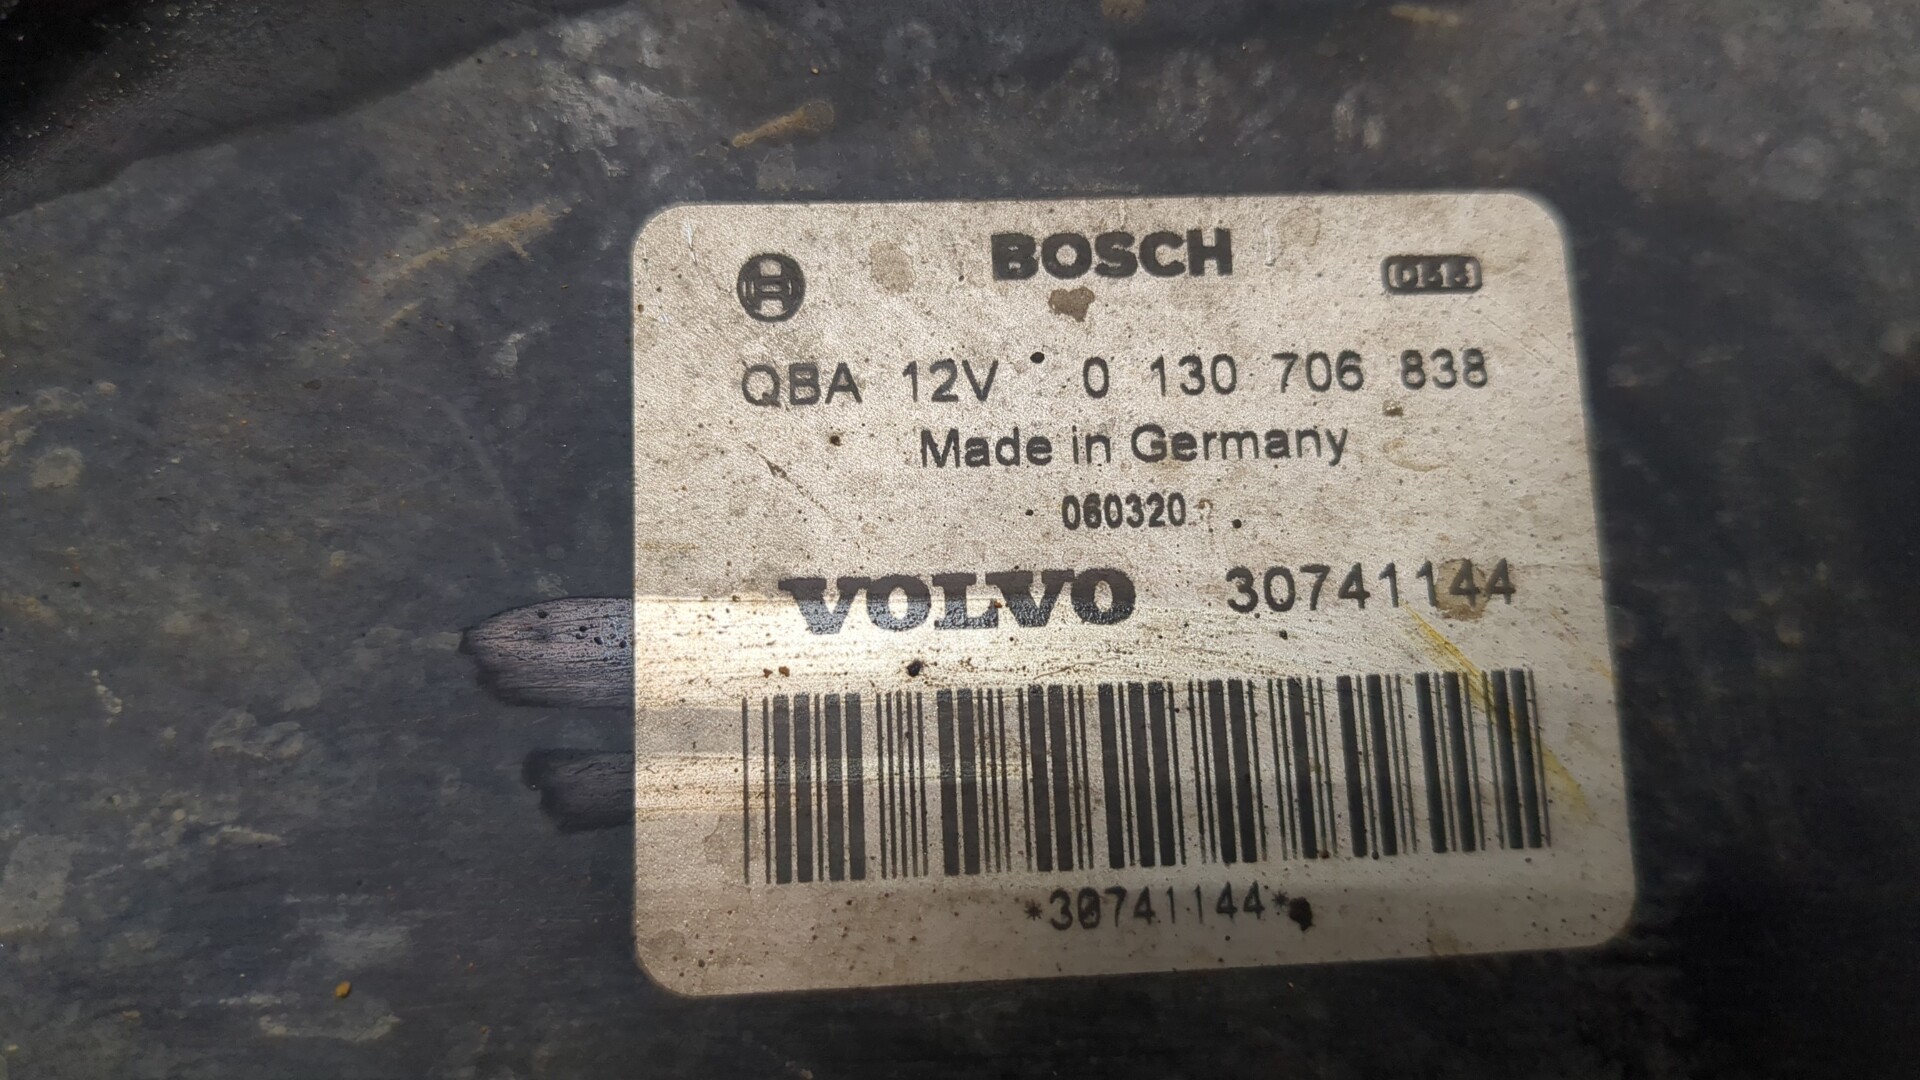 BOSCH
QBA 12V 0 130 706 838
Made in Germany
060320
VOLVO 30741144
*30741144*